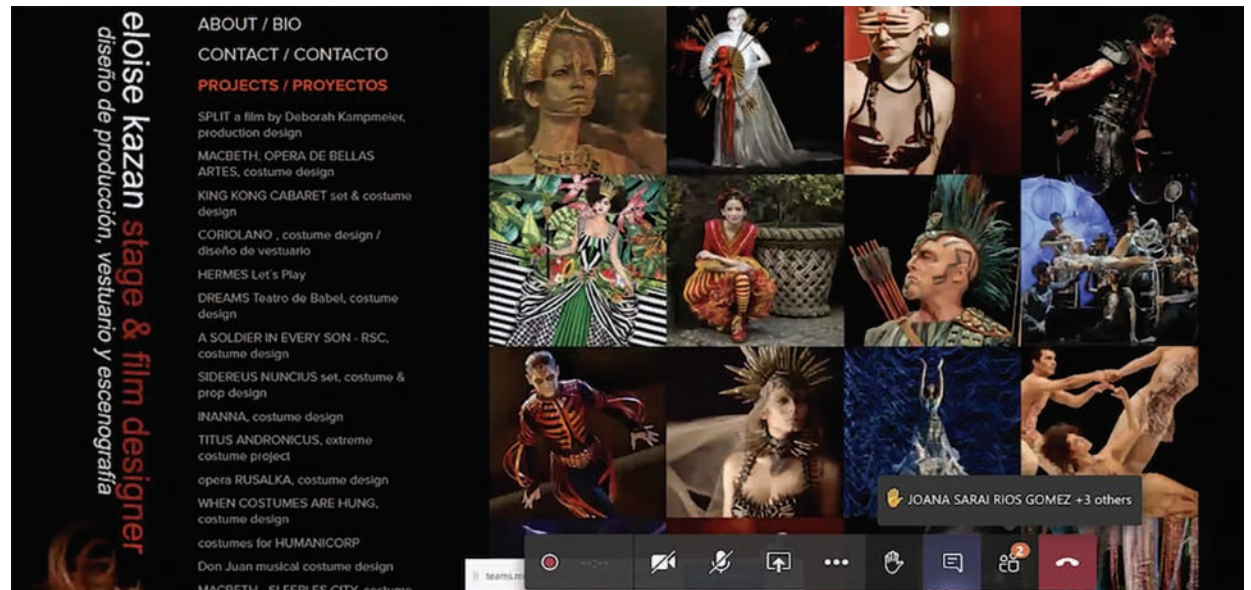 eloise kazan stage & film designer
diseño de producción, vestuario y escenografía
ABOUT / BIO
CONTACT / CONTACTO
PROJECTS / PROYECTOS
SPLIT a film by Deborah Kampmeier,
production design
MACBETH, OPERA DE BELLAS
ARTES, costume design
KING KONG CABARET set & costume
design
CORIOLANO , costume design /
diseño de vestuario
HERMES Let's Play
DREAMS Teatro de Babel, costume
design
A SOLDIER IN EVERY SON - RSC,
costume design
SIDEREUS NUNCIUS set, costume &
prop design
INANNA, costume design
TITUS ANDRONICUS, extreme
costume project
opera RUSALKA, costume design
WHEN COSTUMES ARE HUNG,
costume design
costumes for HUMANICORP
Don Juan musical costume design
MACBETH - SLEEPLES CITY, costume
JOANA SARAI RIOS GOMEZ +3 others
--:--
2
teams.m